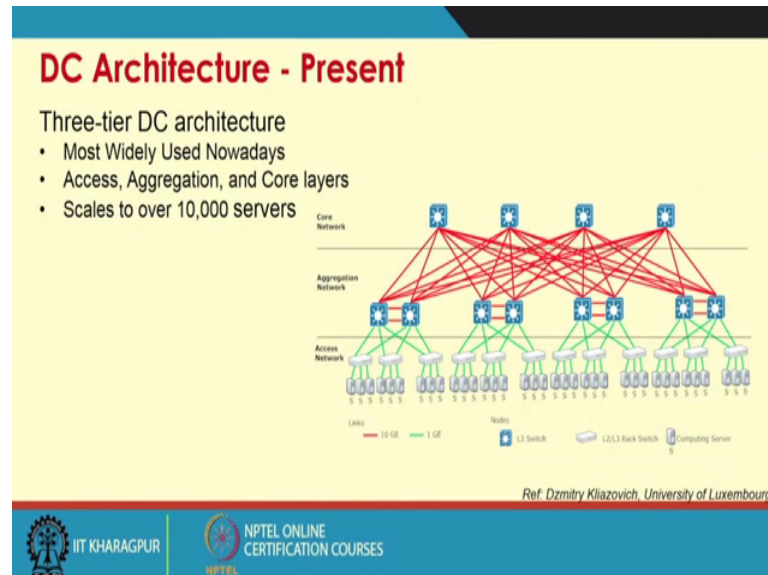 DC Architecture - Present
Three-tier DC architecture
• Most Widely Used Nowadays
• Access, Aggregation, and Core layers
• Scales to over 10,000 servers
Core
Network
Aggregation
Network
Access
Network
S S S S S S S S S S S S S S S S S S S S S S S S S S S S S S S S S S S S
Links
10 GE
1 GE
Nodes
L3 Switch
L2/L3 Rack Switch
Computing Server
S
Ref: Dzmitry Kliazovich, University of Luxembourg
IIT KHARAGPUR
NPTEL
NPTEL ONLINE
CERTIFICATION COURSES